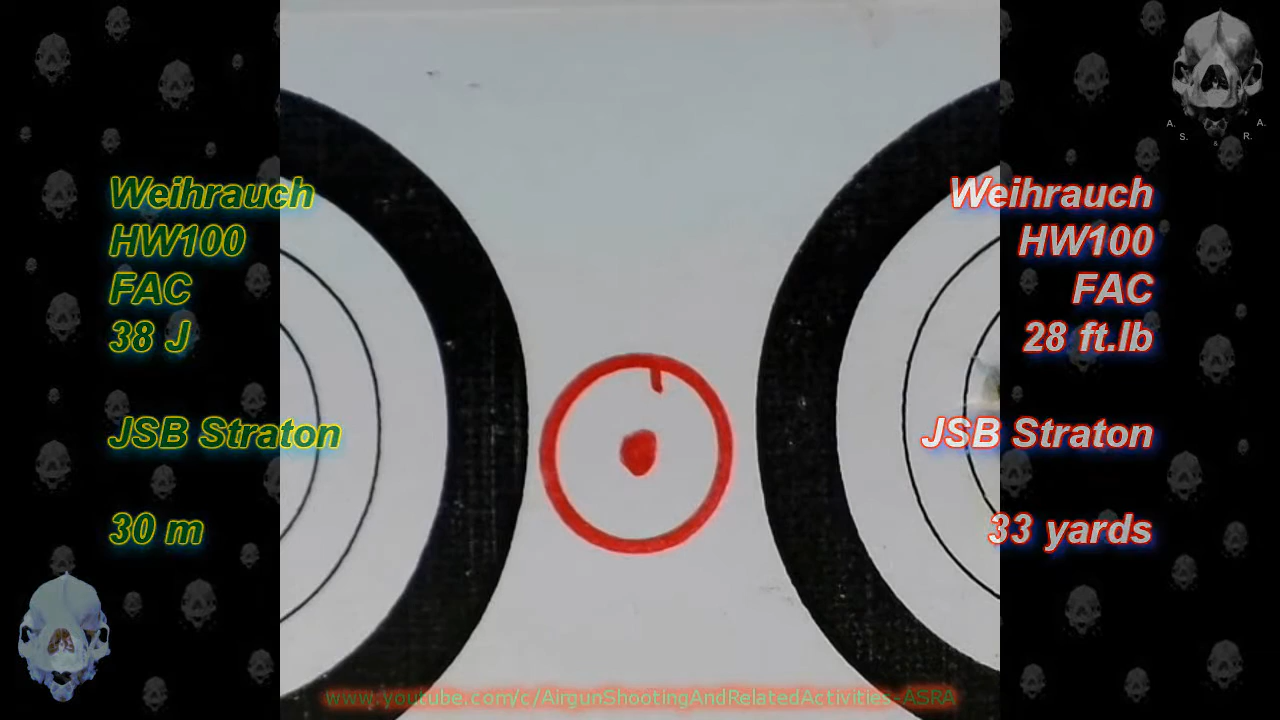 A. A.
S. R.
&
Weihrauch
HW100
FAC
38 J
JSB Straton
30 m
Weihrauch
HW100
FAC
28 ft.lb
JSB Straton
33 yards
www.youtube.com/c/AirgunShootingAndRelatedActivities-ASRA